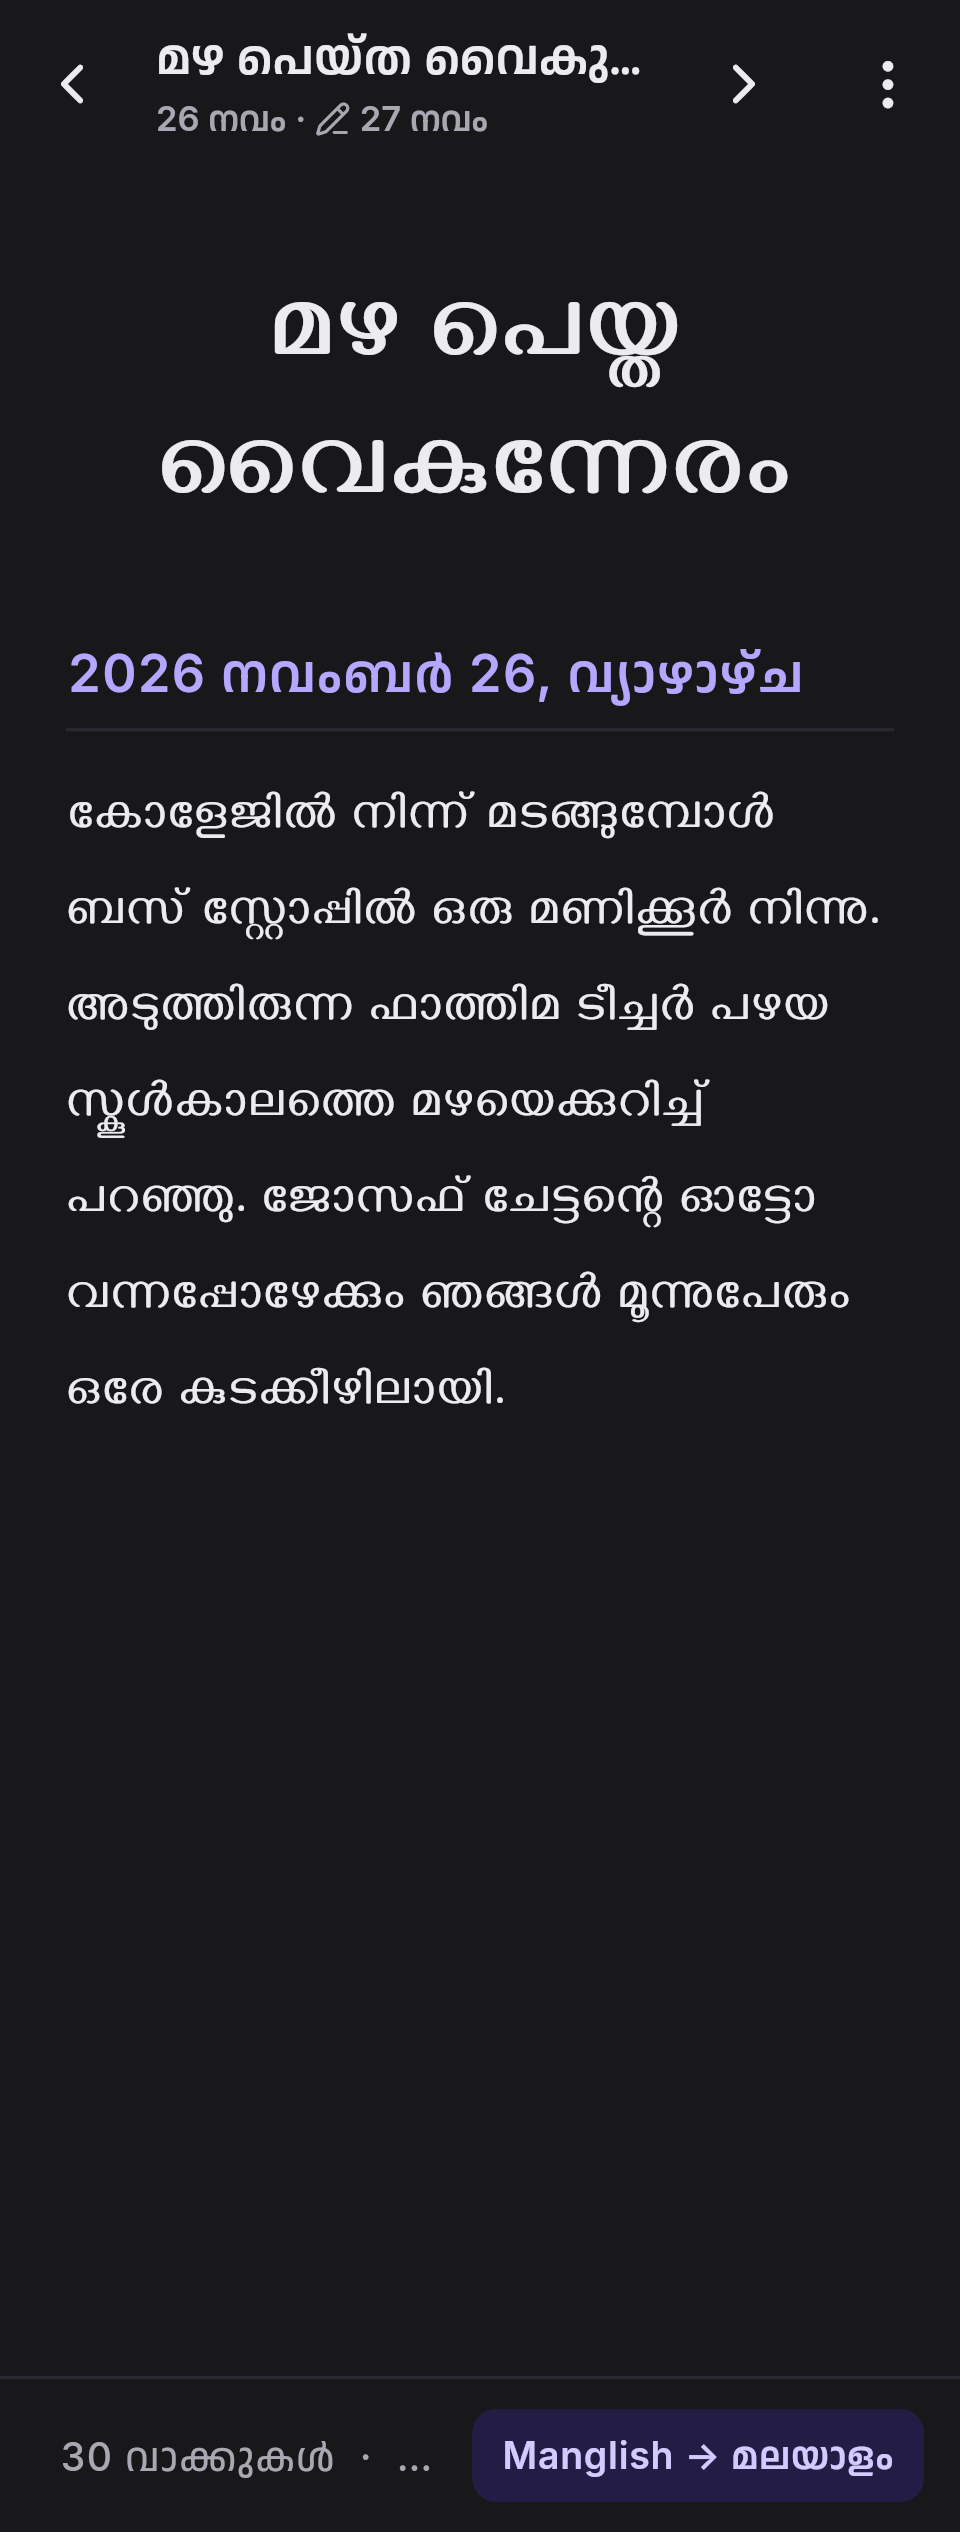 മഴ പെയ്ത വൈകു...
26 നവം · 27 നവം
മഴ പെയ്ത
വൈകുന്നേരം
2026 നവംബർ 26, വ്യാഴാഴ്ച
കോളേജിൽ നിന്ന് മടങ്ങുമ്പോൾ
ബസ് സ്റ്റോപ്പിൽ ഒരു മണിക്കൂർ നിന്നു.
അടുത്തിരുന്ന ഫാത്തിമ ടീച്ചർ പഴയ
സ്കൂൾകാലത്തെ മഴയെക്കുറിച്ച്
പറഞ്ഞു. ജോസഫ് ചേട്ടന്റെ ഓട്ടോ
വന്നപ്പോഴേക്കും ഞങ്ങൾ മൂന്നുപേരും
ഒരേ കുടക്കീഴിലായി.
30 വാക്കുകൾ · ...
Manglish → മലയാളം